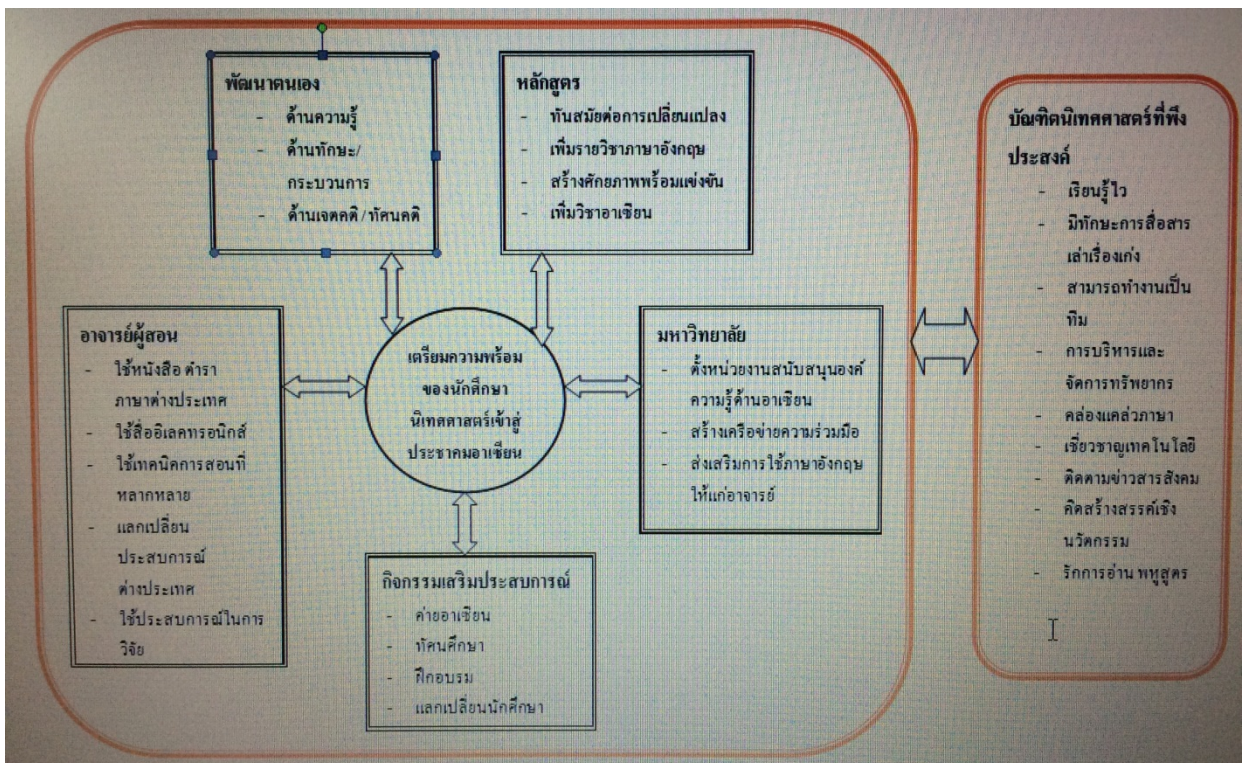 พัฒนาตนเอง
- ด้านความรู้
- ด้านทักษะ/
กระบวนการ
- ด้านเจตคติ/ทัศนคติ
หลักสูตร
- ทันสมัยต่อการเปลี่ยนแปลง
- เพิ่มรายวิชาภาษาอังกฤษ
- สร้างศักยภาพพร้อมแข่งขัน
- เพิ่มวิชาอาเซียน
อาจารย์ผู้สอน
- ใช้หนังสือ ตำรา
ภาษาต่างประเทศ
- ใช้สื่ออิเลคทรอนิกส์
- ใช้เทคนิคการสอนที่
หลากหลาย
- แลกเปลี่ยน
ประสบการณ์
ต่างประเทศ
- ใช้ประสบการณ์ในการ
วิจัย
เตรียมความพร้อม
ของนักศึกษา
นิเทศศาสตร์เข้าสู่
ประชาคมอาเซียน
มหาวิทยาลัย
- ตั้งหน่วยงานสนับสนุนองค์
ความรู้ด้านอาเซียน
- สร้างเครือข่ายความร่วมมือ
- ส่งเสริมการใช้ภาษาอังกฤษ
ให้แก่อาจารย์
กิจกรรมเสริมประสบการณ์
- ค่ายอาเซียน
- ทัศนศึกษา
- ฝึกอบรม
- แลกเปลี่ยนนักศึกษา
บัณฑิตนิเทศศาสตร์ที่พึง
ประสงค์
- เรียนรู้ไว
- มีทักษะการสื่อสาร
เล่าเรื่องเก่ง
- สามารถทำงานเป็น
ทีม
- การบริหารและ
จัดการทรัพยากร
- คล่องแคล่วภาษา
- เชี่ยวชาญเทคโนโลยี
- ติดตามข่าวสารสังคม
- คิดสร้างสรรค์เชิง
นวัตกรรม
- รักการอ่าน พหูสูตร